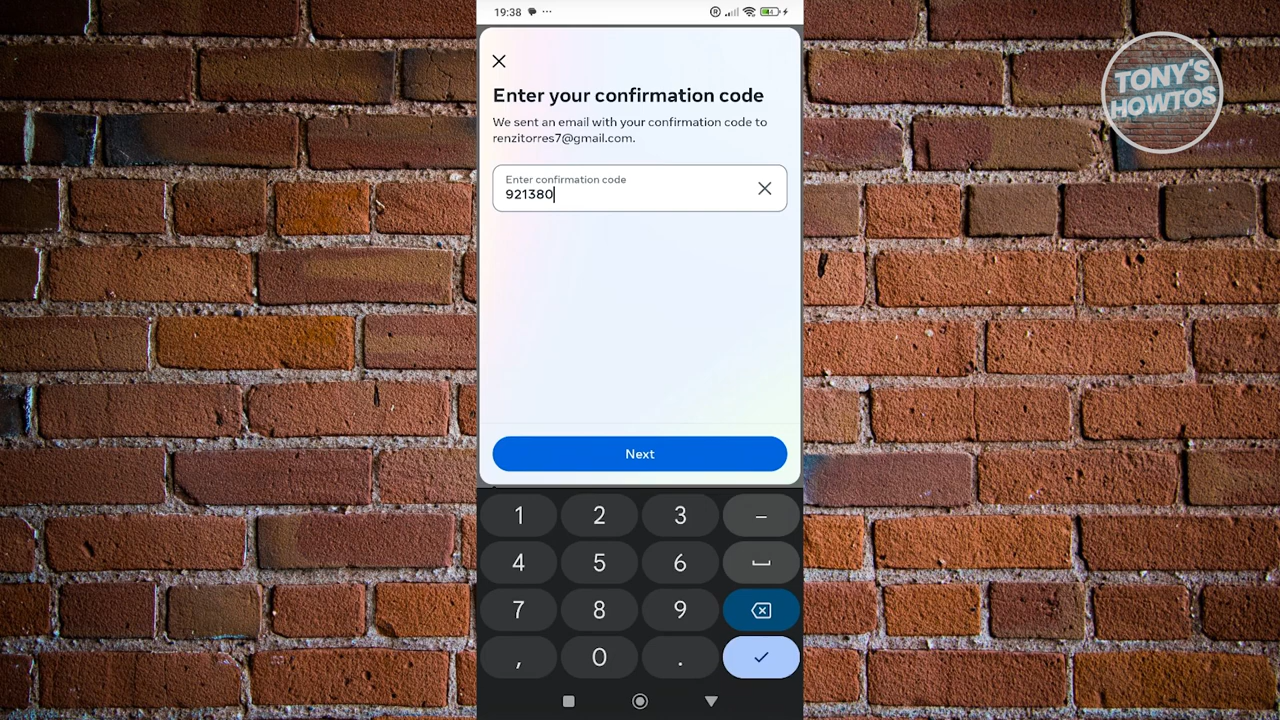 19:38
4
TONY'S
HOWTOS
Enter your confirmation code
We sent an email with your confirmation code to
renzitorres7@gmail.com.
Enter confirmation code
921380
Next
1 2 3 –
4 5 6
7 8 9
, 0 .